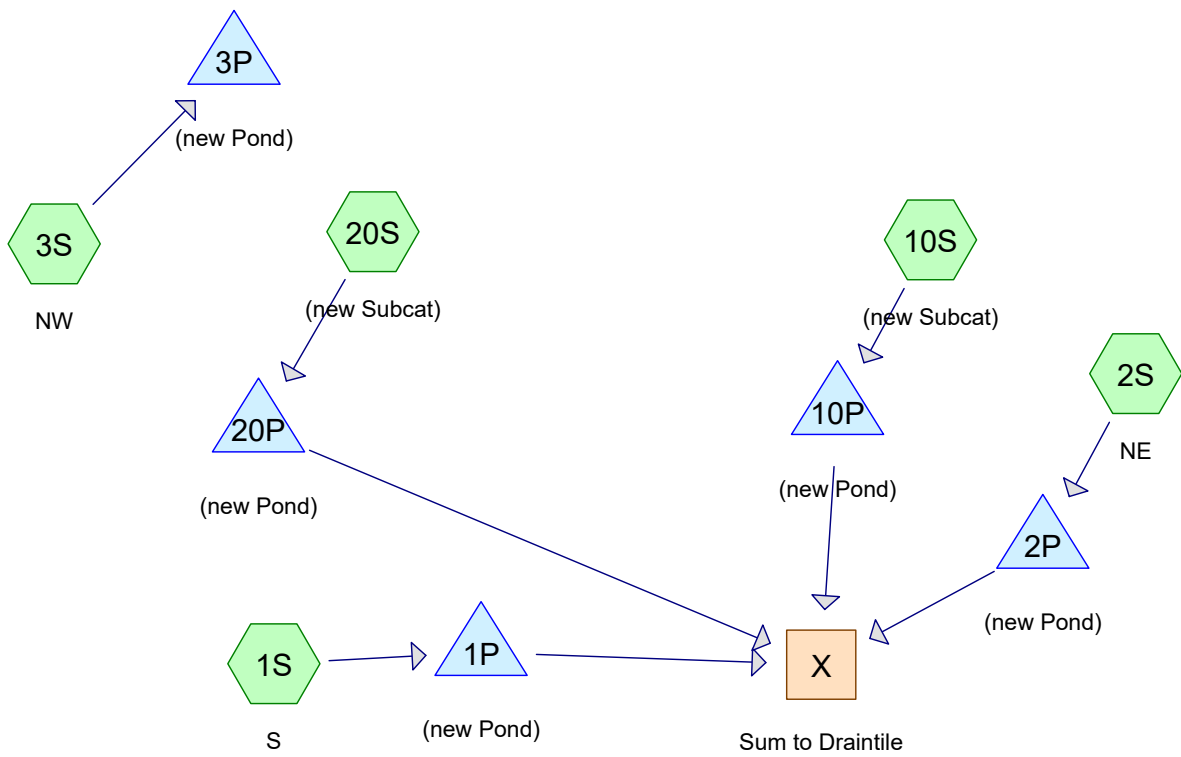 3P
(new Pond)
3S
NW
20S
(new Subcat)
10S
(new Subcat)
2S
NE
20P
(new Pond)
10P
(new Pond)
2P
(new Pond)
1S
S
1P
(new Pond)
X
Sum to Draintile